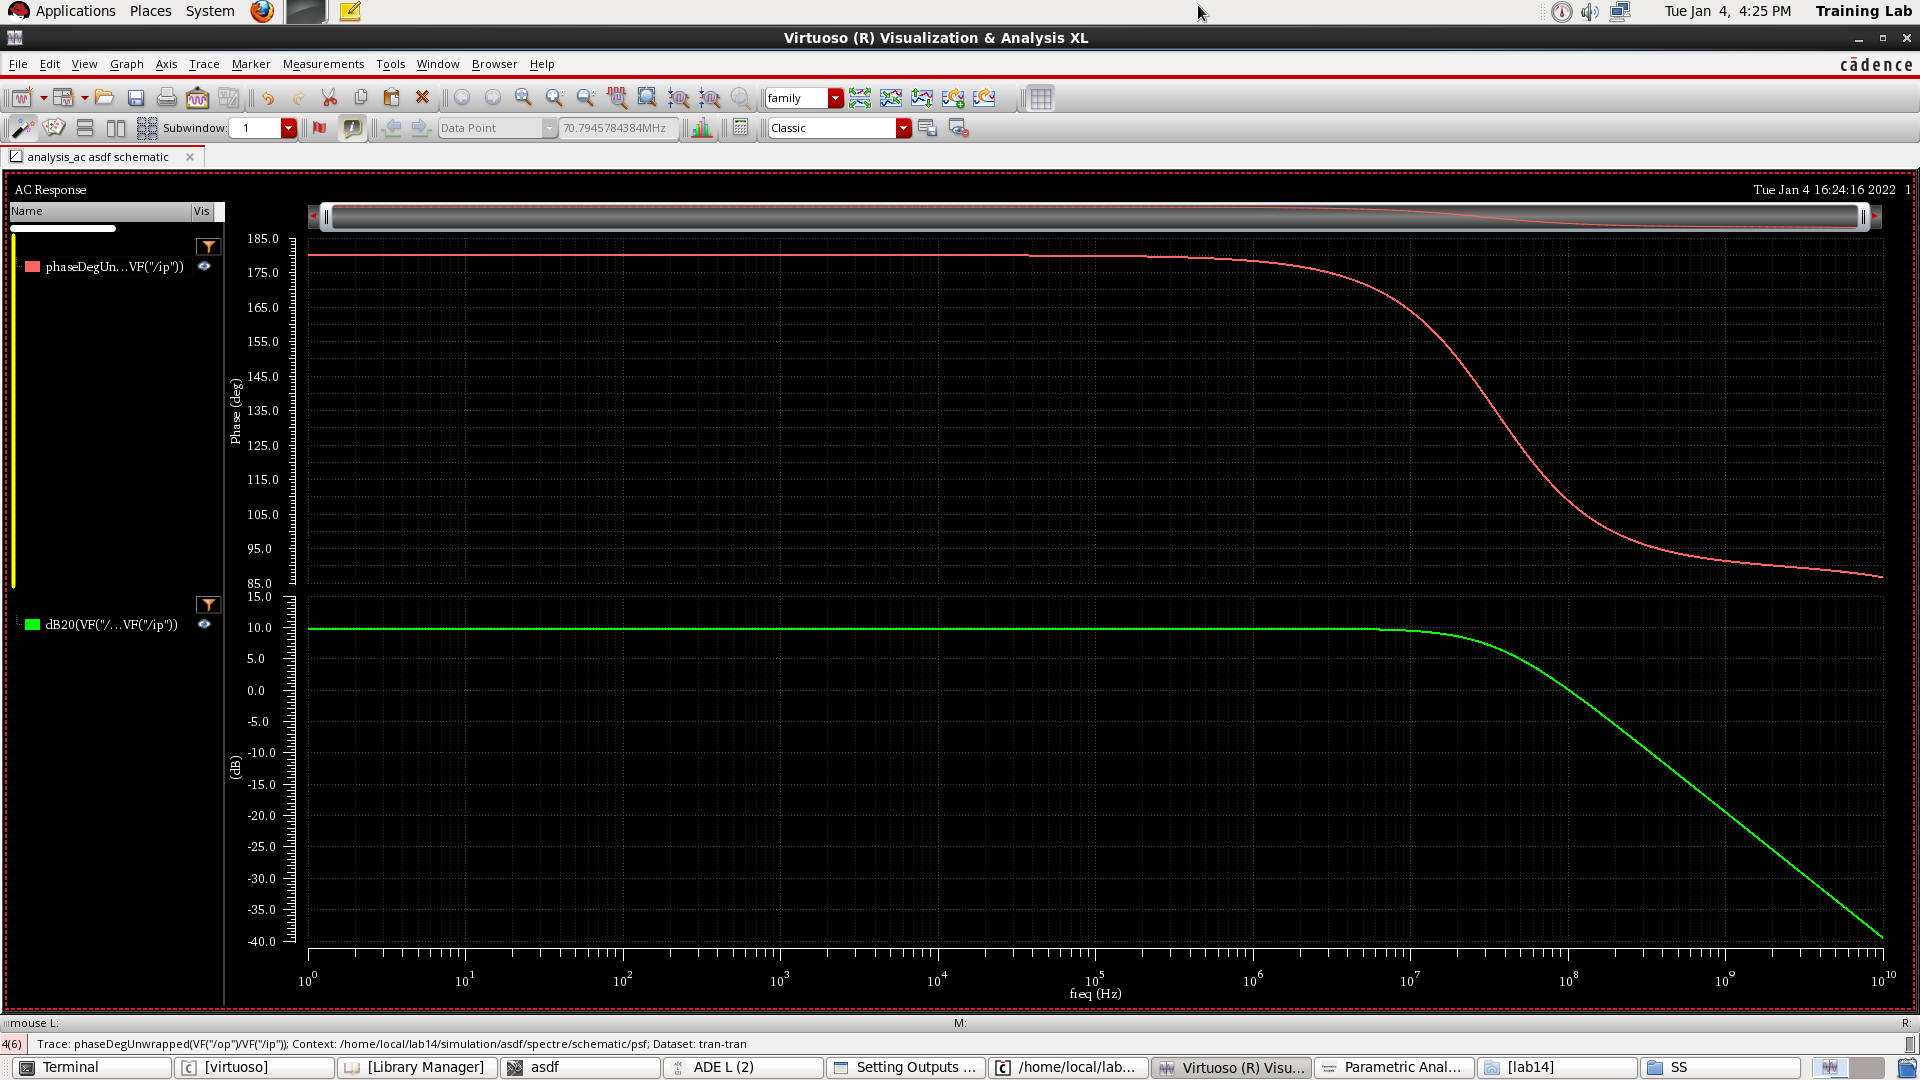 Applications Places System Tue Jan 4, 4:25 PM Training Lab
Virtuoso (R) Visualization & Analysis XL
File Edit View Graph Axis Trace Marker Measurements Tools Window Browser Help cādence
family
Subwindow: 1 Data Point 70.7945784384MHz Classic
analysis_ac asdf schematic
AC Response Tue Jan 4 16:24:16 2022 1
Name Vis
phaseDegUn...VF("/ip"))
dB20(VF("/...VF("/ip"))
Phase (deg)
185.0
175.0
165.0
155.0
145.0
135.0
125.0
115.0
105.0
95.0
85.0
(dB)
15.0
10.0
5.0
0.0
-5.0
-10.0
-15.0
-20.0
-25.0
-30.0
-35.0
-40.0
10^0 10^1 10^2 10^3 10^4 10^5 10^6 10^7 10^8 10^9 10^10
freq (Hz)
mouse L: M: R:
4(6) Trace: phaseDegUnwrapped(VF("/op")/VF("/ip")); Context: /home/local/lab14/simulation/asdf/spectre/schematic/psf; Dataset: tran-tran
Terminal [virtuoso] [Library Manager] asdf ADE L (2) Setting Outputs ... /home/local/lab... Virtuoso (R) Visu... Parametric Anal... [lab14] SS